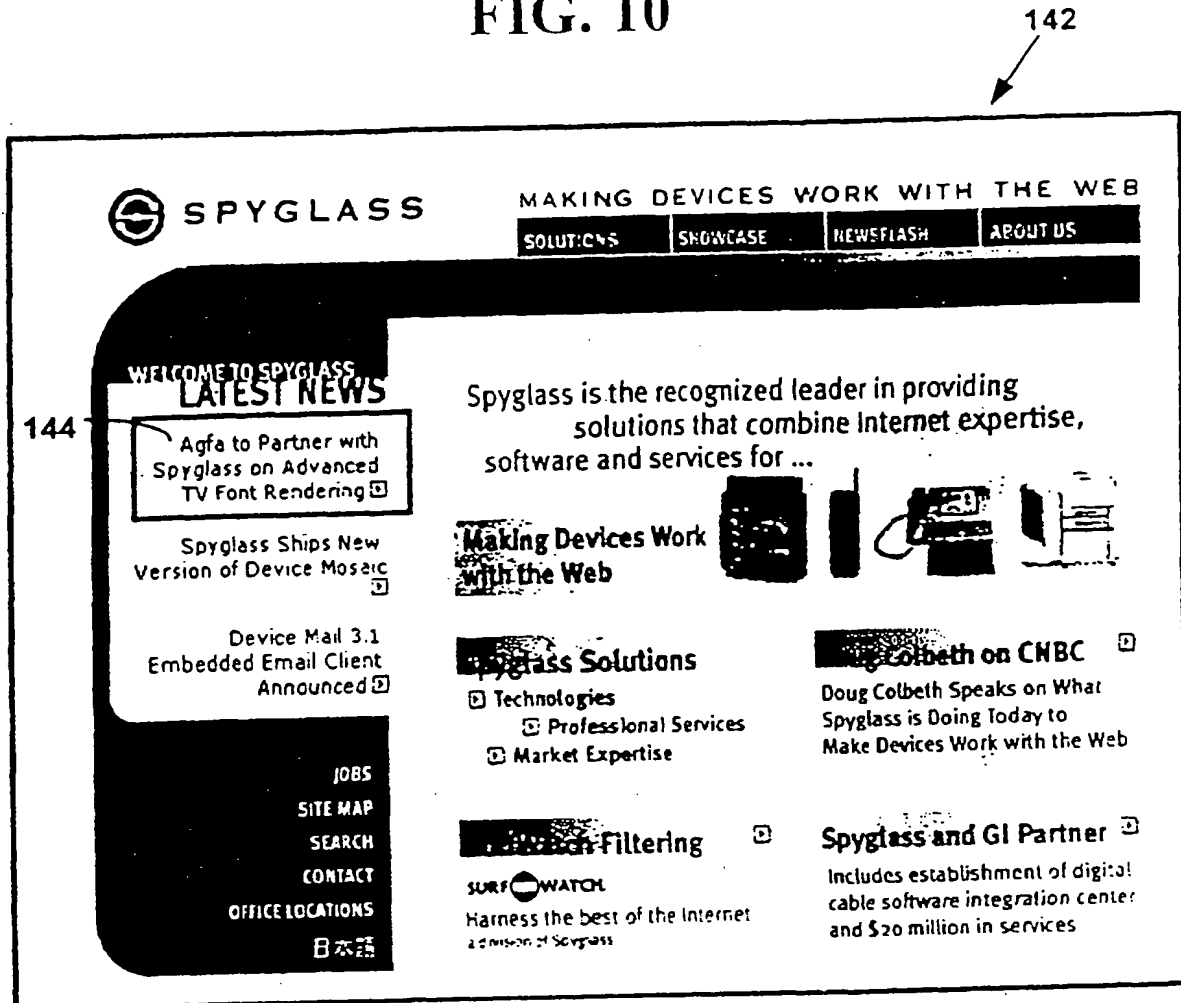 FIG. 10
142
SPYGLASS
MAKING DEVICES WORK WITH THE WEB
SOLUTIONS SHOWCASE NEWSFLASH ABOUT US
WELCOME TO SPYGLASS
LATEST NEWS
144
Agfa to Partner with
Spyglass on Advanced
TV Font Rendering
Spyglass Ships New
Version of Device Mosaic
Device Mail 3.1
Embedded Email Client
Announced
JOBS
SITE MAP
SEARCH
CONTACT
OFFICE LOCATIONS
日本語
Spyglass is the recognized leader in providing
solutions that combine Internet expertise,
software and services for ...
Making Devices Work
with the Web
Spyglass Solutions
Technologies
Professional Services
Market Expertise
Colbeth on CNBC
Doug Colbeth Speaks on What
Spyglass is Doing Today to
Make Devices Work with the Web
Filtering
SURFWATCH
Harness the best of the Internet
a division of Spyglass
Spyglass and GI Partner
Includes establishment of digital
cable software integration center
and $20 million in services